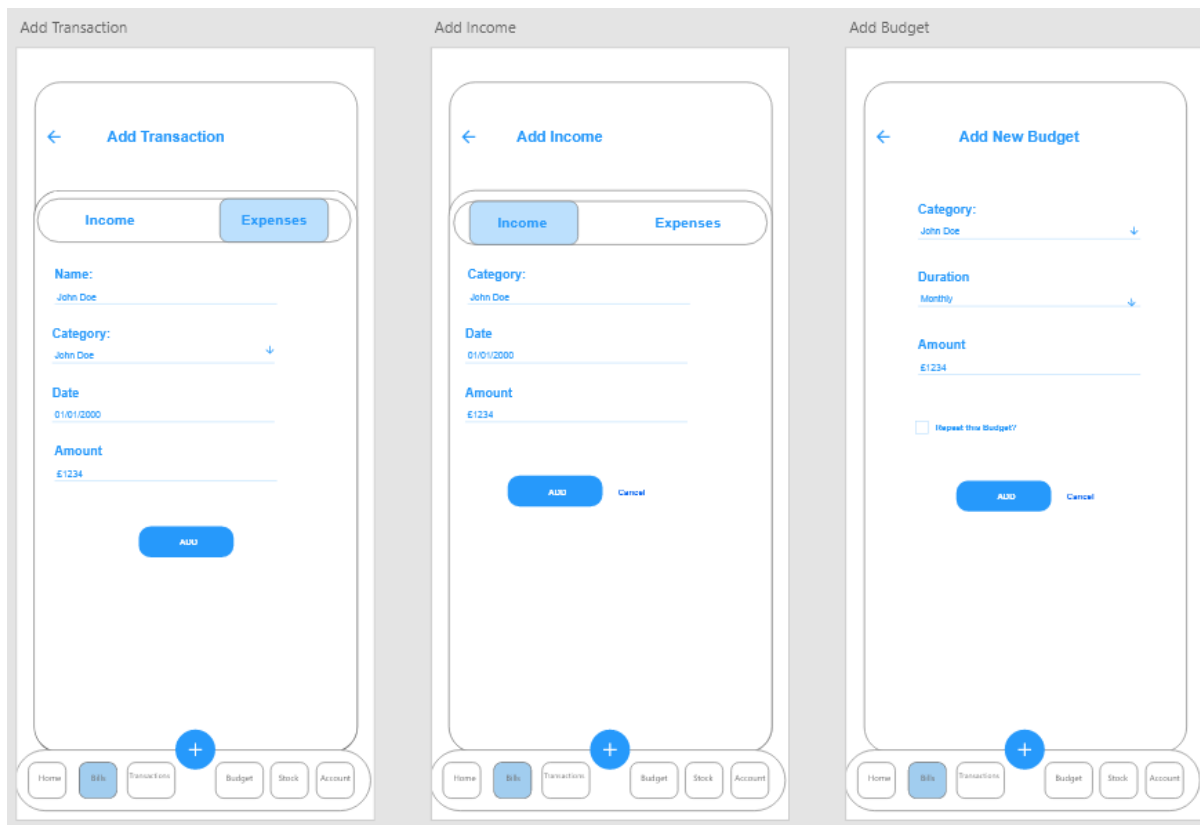 Add Transaction
Add Transaction
Income Expenses
Name:
John Doe
Category:
John Doe
Date
01/01/2000
Amount
£1234
ADD
Home Bills Transactions Budget Stock Account
Add Income
Add Income
Income Expenses
Category:
John Doe
Date
01/01/2000
Amount
£1234
ADD Cancel
Home Bills Transactions Budget Stock Account
Add Budget
Add New Budget
Category:
John Doe
Duration
Monthly
Amount
£1234
Repeat this Budget?
ADD Cancel
Home Bills Transactions Budget Stock Account